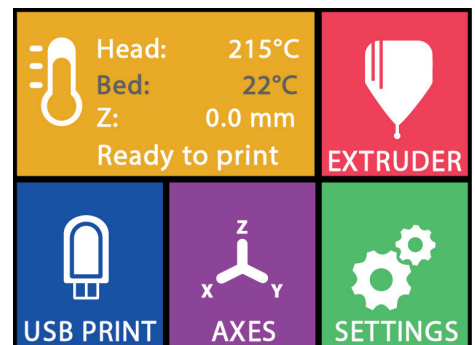 Head: 215°C
Bed: 22°C
Z: 0.0 mm
Ready to print
EXTRUDER
Z
X Y
USB PRINT
AXES
SETTINGS